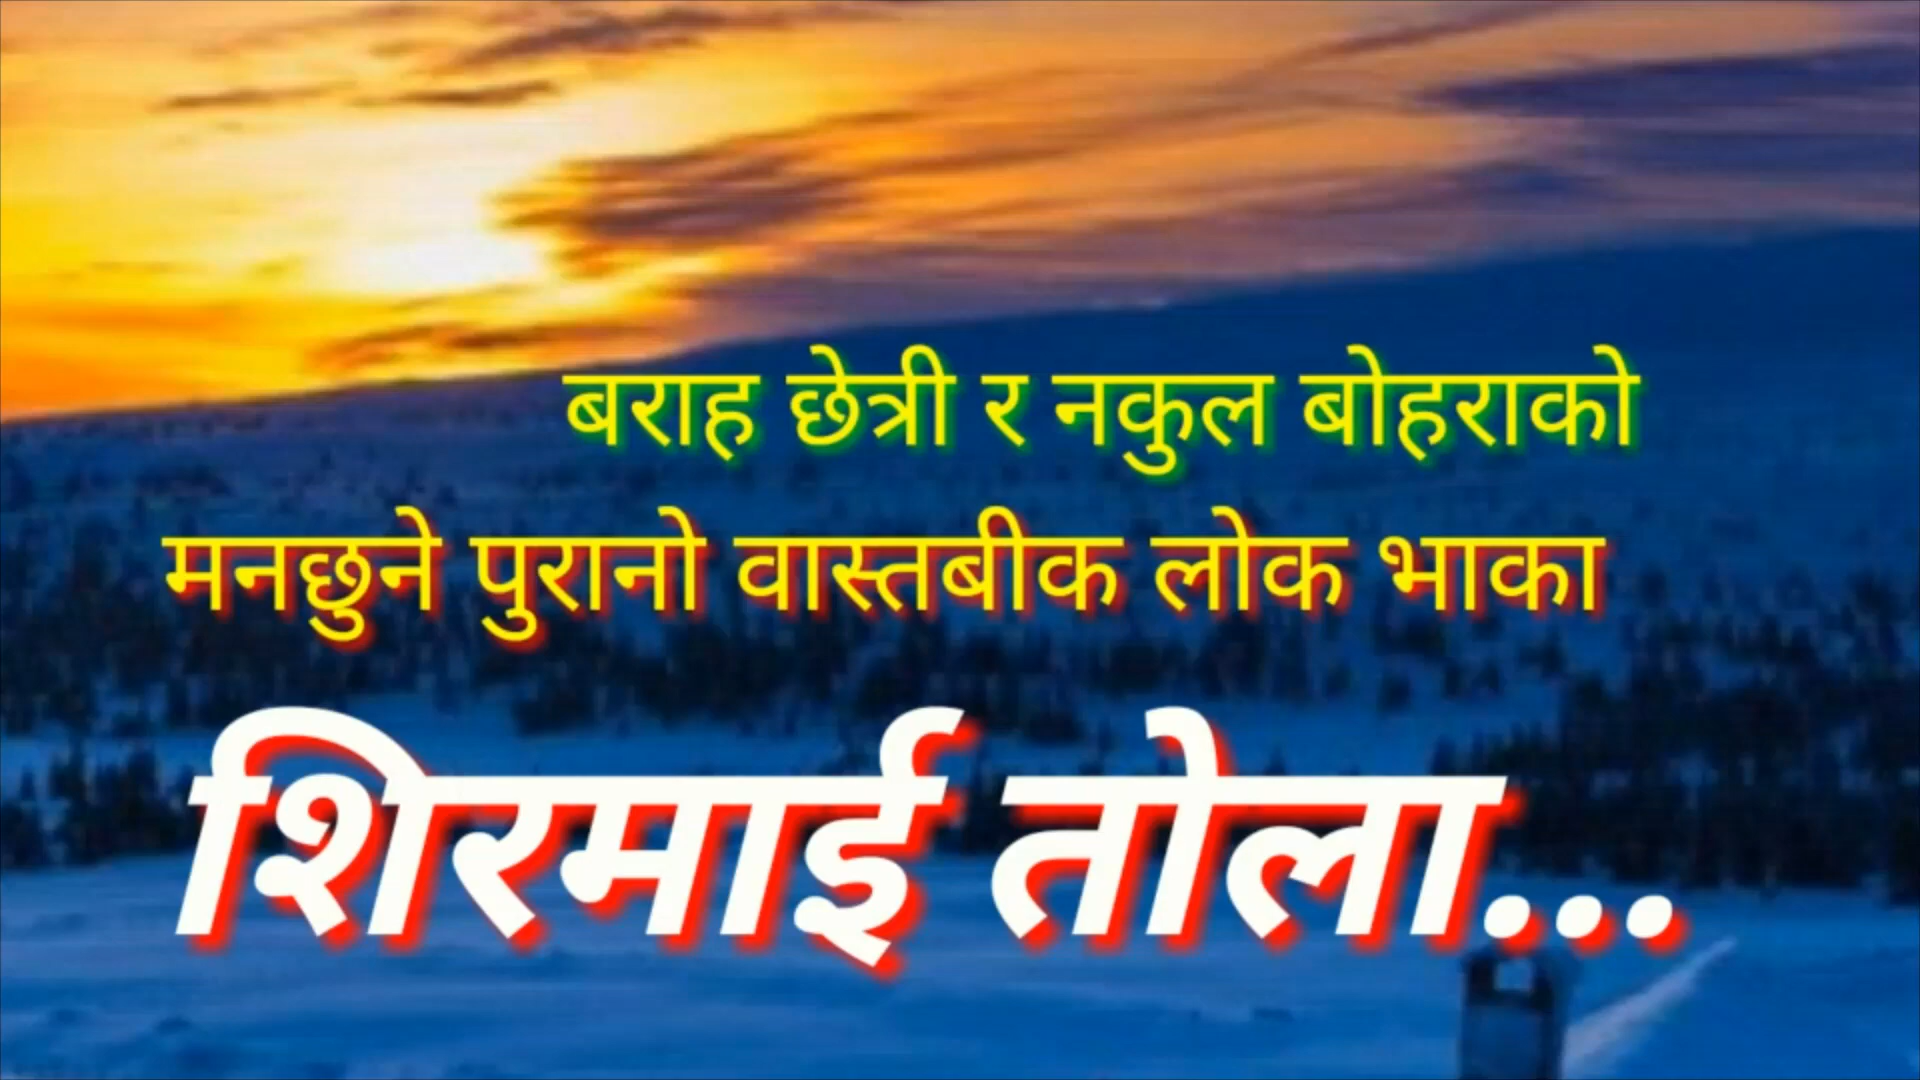 बराह छेत्री र नकुल बोहराको
मनछुने पुरानो वास्तबीक लोक भाका
शिरमाई तोला...